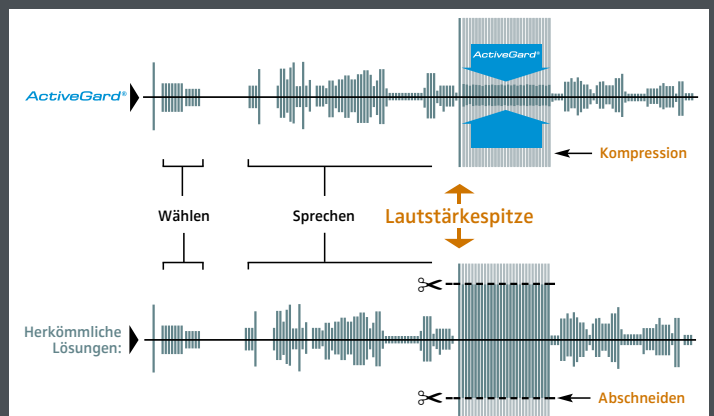 ActiveGard®
ActiveGard®
Kompression
Wählen
Sprechen
Lautstärkespitze
Herkömmliche
Lösungen:
Abschneiden